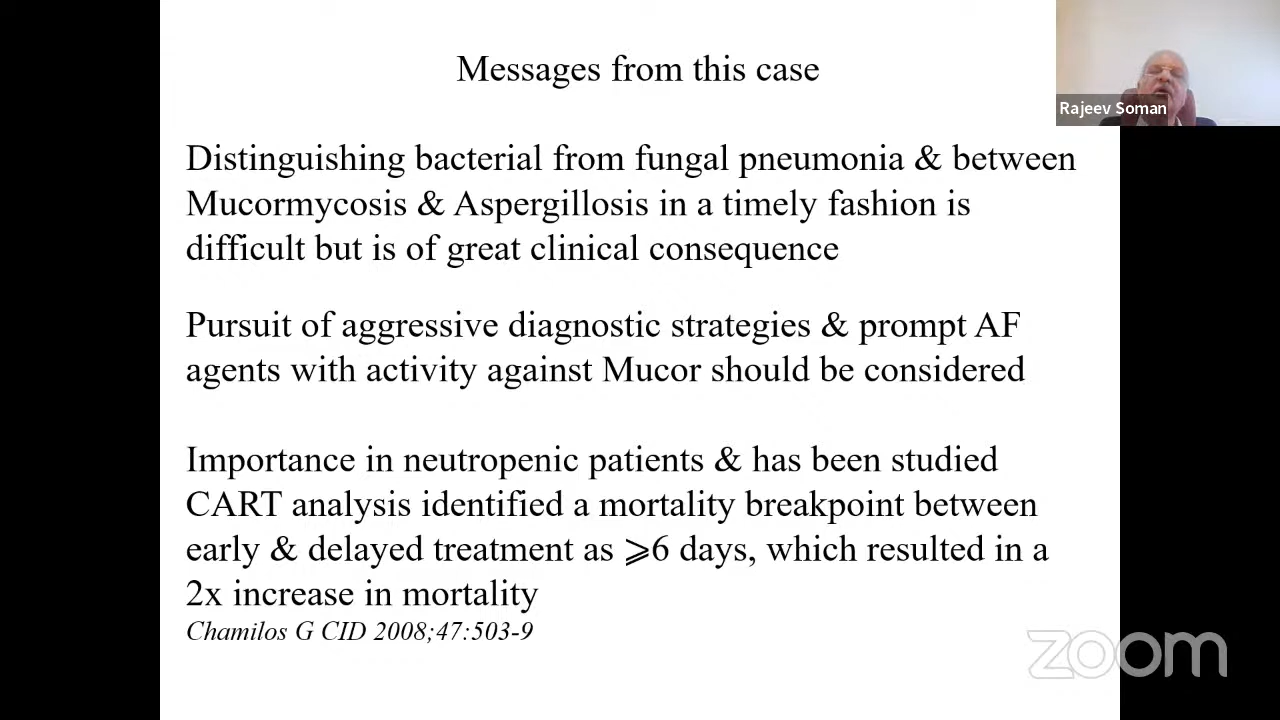 Messages from this case
Rajeev Soman
Distinguishing bacterial from fungal pneumonia & between
Mucormycosis & Aspergillosis in a timely fashion is
difficult but is of great clinical consequence
Pursuit of aggressive diagnostic strategies & prompt AF
agents with activity against Mucor should be considered
Importance in neutropenic patients & has been studied
CART analysis identified a mortality breakpoint between
early & delayed treatment as ⩾6 days, which resulted in a
2x increase in mortality
Chamilos G CID 2008;47:503-9
zoom